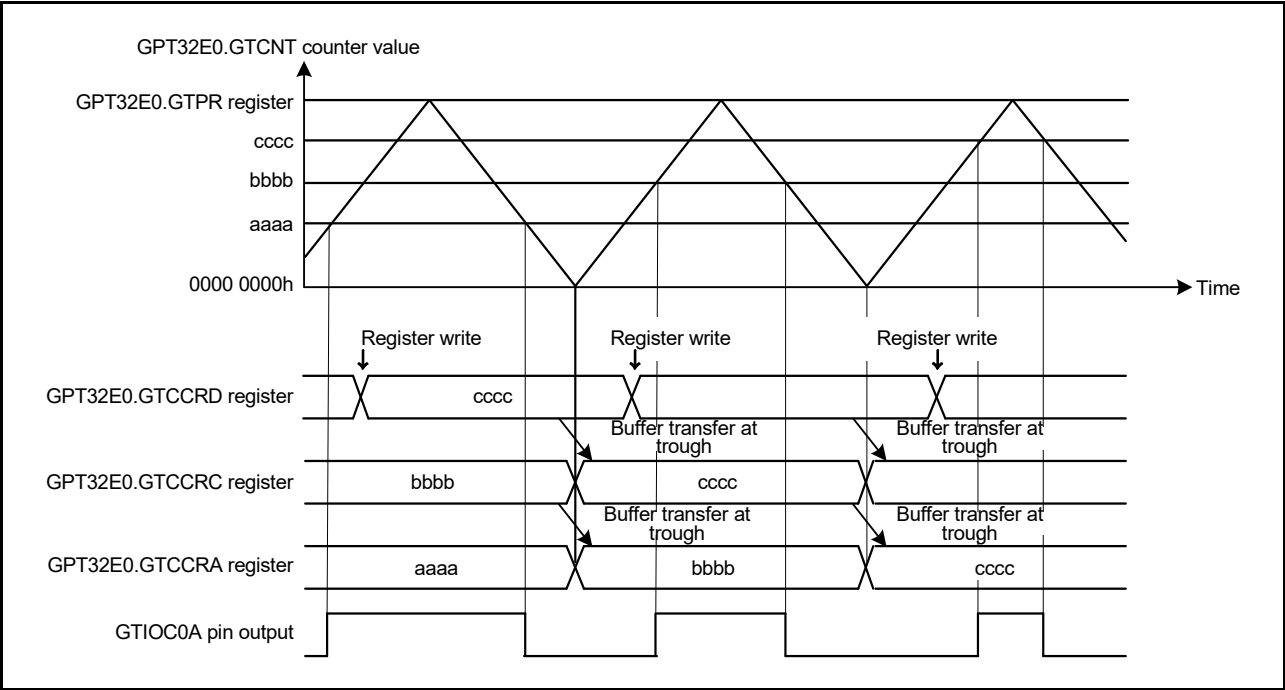 GPT32E0.GTCNT counter value
GPT32E0.GTPR register
cccc
bbbb
aaaa
0000 0000h
Time
Register write
Register write
Register write
GPT32E0.GTCCRD register
cccc
Buffer transfer at
trough
Buffer transfer at
trough
GPT32E0.GTCCRC register
bbbb
cccc
Buffer transfer at
trough
Buffer transfer at
trough
GPT32E0.GTCCRA register
aaaa
bbbb
cccc
GTIOC0A pin output